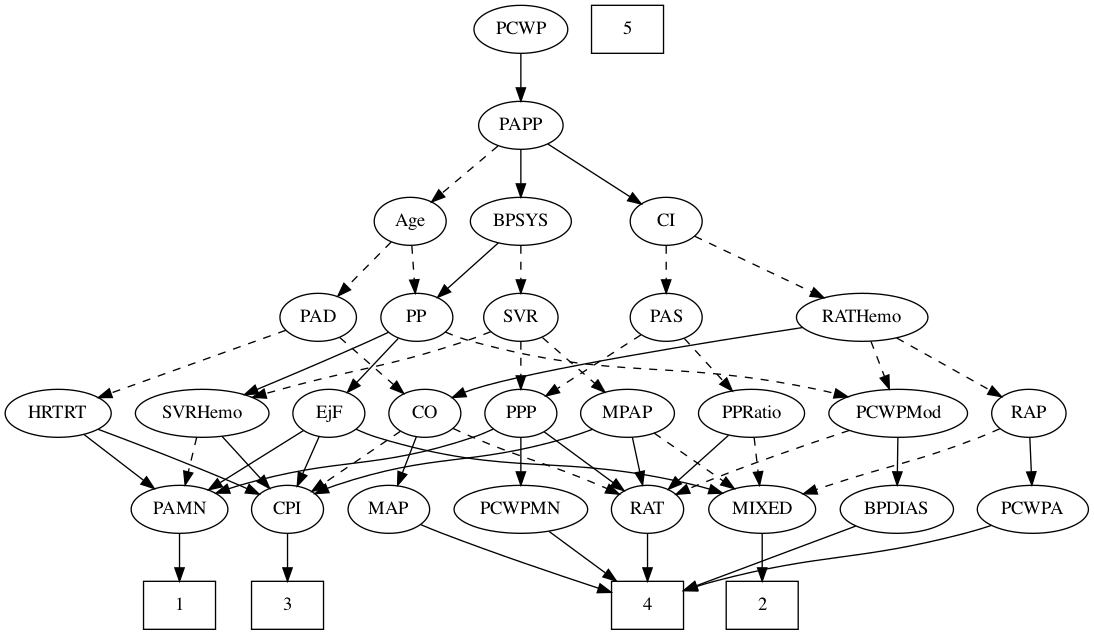 PCWP 5
PAPP
Age BPSYS CI
PAD PP SVR PAS RATHemo
HRTRT SVRHemo EjF CO PPP MPAP PPRatio PCWPMod RAP
PAMN CPI MAP PCWPMN RAT MIXED BPDIAS PCWPA
1 3 4 2